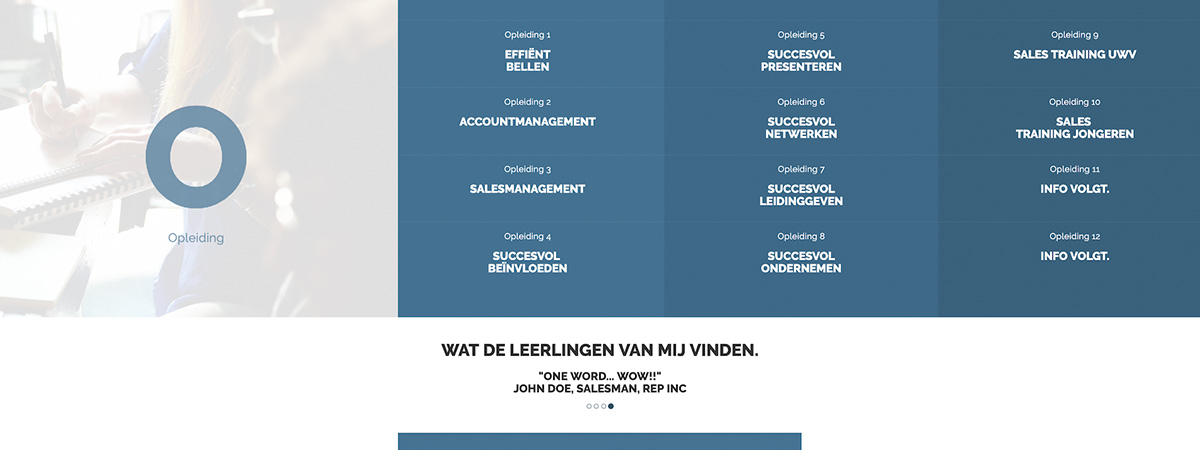 O
Opleiding
Opleiding 1
EFFIËNT
BELLEN
Opleiding 2
ACCOUNTMANAGEMENT
Opleiding 3
SALESMANAGEMENT
Opleiding 4
SUCCESVOL
BEÏNVLOEDEN
Opleiding 5
SUCCESVOL
PRESENTEREN
Opleiding 6
SUCCESVOL
NETWERKEN
Opleiding 7
SUCCESVOL
LEIDINGGEVEN
Opleiding 8
SUCCESVOL
ONDERNEMEN
Opleiding 9
SALES TRAINING UWV
Opleiding 10
SALES
TRAINING JONGEREN
Opleiding 11
INFO VOLGT.
Opleiding 12
INFO VOLGT.
WAT DE LEERLINGEN VAN MIJ VINDEN.
"ONE WORD... WOW!!"
JOHN DOE, SALESMAN, REP INC